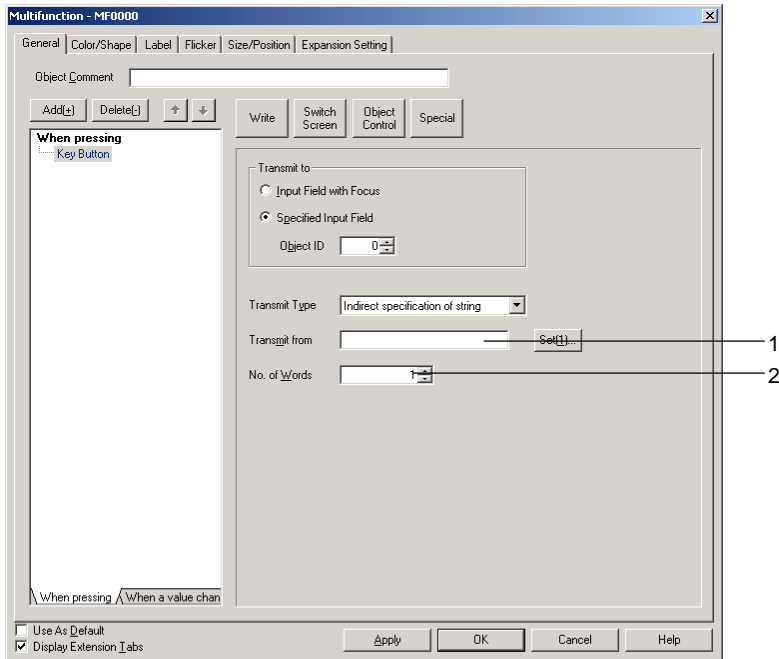 Multifunction - MF0000
General Color/Shape Label Flicker Size/Position Expansion Setting
Object Comment
Add(+) Delete(-)
Write Switch Screen Object Control Special
When pressing
Key Button
Transmit to
Input Field with Focus
Specified Input Field
Object ID 0
Transmit Type Indirect specification of string
Transmit from Set(1)... 1
No. of Words 1 2
When pressing When a value chan
Use As Default
Display Extension Tabs
Apply OK Cancel Help